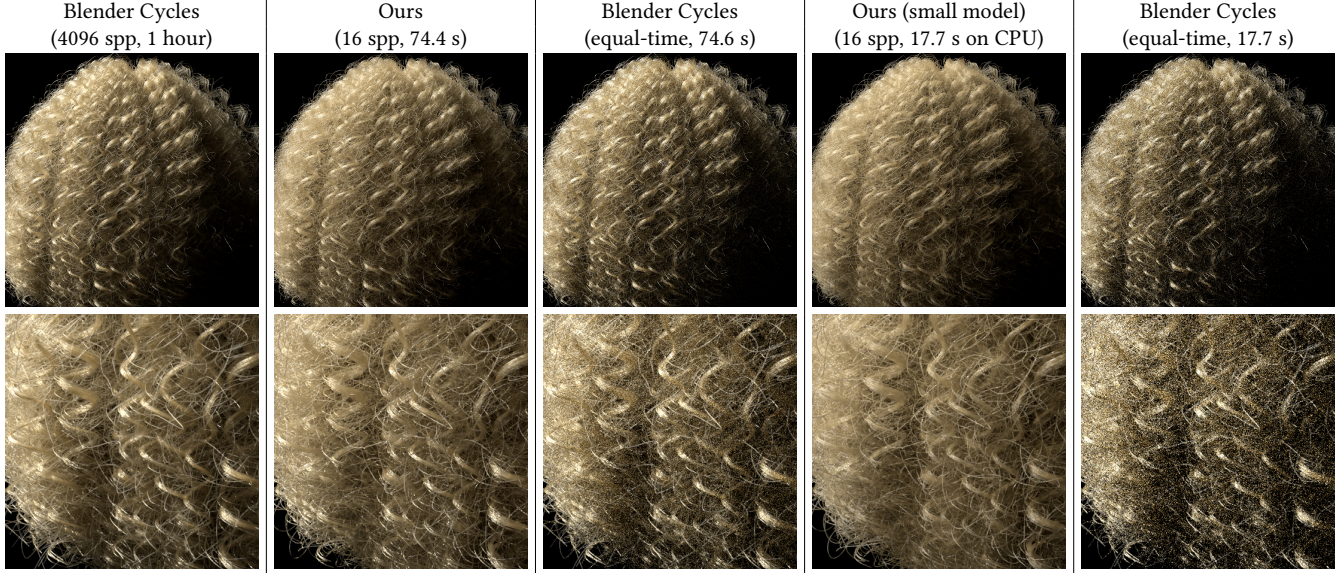 Blender Cycles
(4096 spp, 1 hour)
Ours
(16 spp, 74.4 s)
Blender Cycles
(equal-time, 74.6 s)
Ours (small model)
(16 spp, 17.7 s on CPU)
Blender Cycles
(equal-time, 17.7 s)